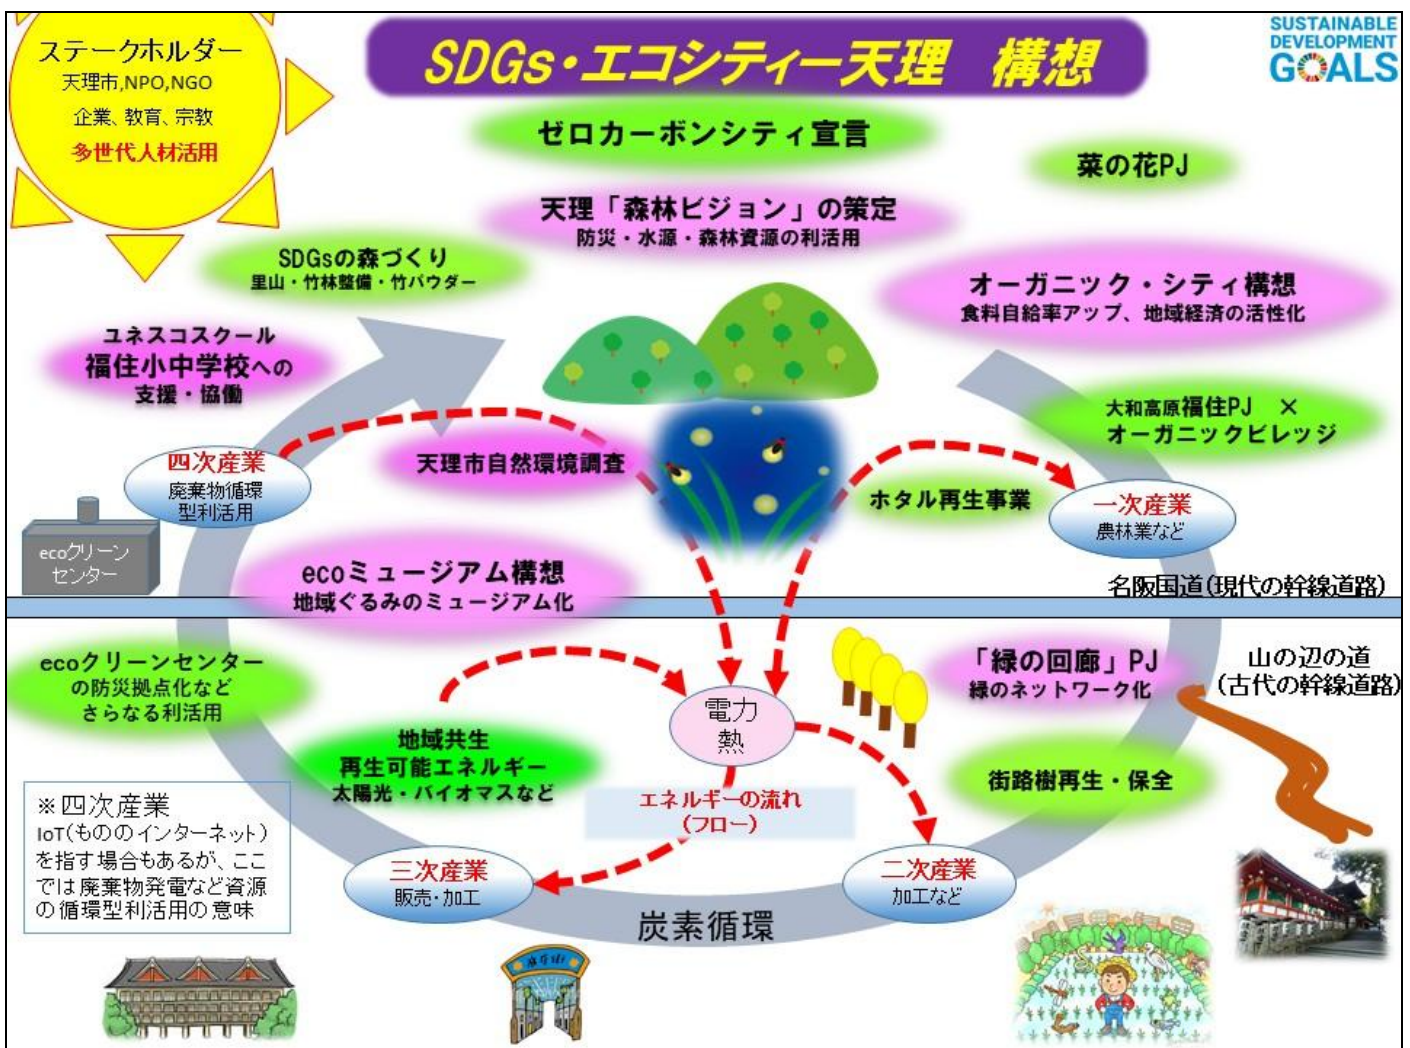 ステークホルダー
天理市,NPO,NGO
企業、教育、宗教
多世代人材活用
SDGs・エコシティー天理　構想
SUSTAINABLE
DEVELOPMENT
GOALS
ゼロカーボンシティ宣言
菜の花PJ
天理「森林ビジョン」の策定
防災・水源・森林資源の利活用
SDGsの森づくり
里山・竹林整備・竹パウダー
オーガニック・シティ構想
食料自給率アップ、地域経済の活性化
ユネスコスクール
福住小中学校への
支援・協働
大和高原福住PJ　×
オーガニックビレッジ
四次産業
廃棄物循環
型利活用
天理市自然環境調査
ホタル再生事業
一次産業
農林業など
ecoクリーン
センター
ecoミュージアム構想
地域ぐるみのミュージアム化
名阪国道(現代の幹線道路)
ecoクリーンセンター
の防災拠点化など
さらなる利活用
「緑の回廊」PJ
緑のネットワーク化
山の辺の道
(古代の幹線道路)
電力
熱
地域共生
再生可能エネルギー
太陽光・バイオマスなど
街路樹再生・保全
エネルギーの流れ
(フロー)
※四次産業
IoT(もののインターネット)
を指す場合もあるが、ここ
では廃棄物発電など資源
の循環型利活用の意味
三次産業
販売・加工
二次産業
加工など
炭素循環